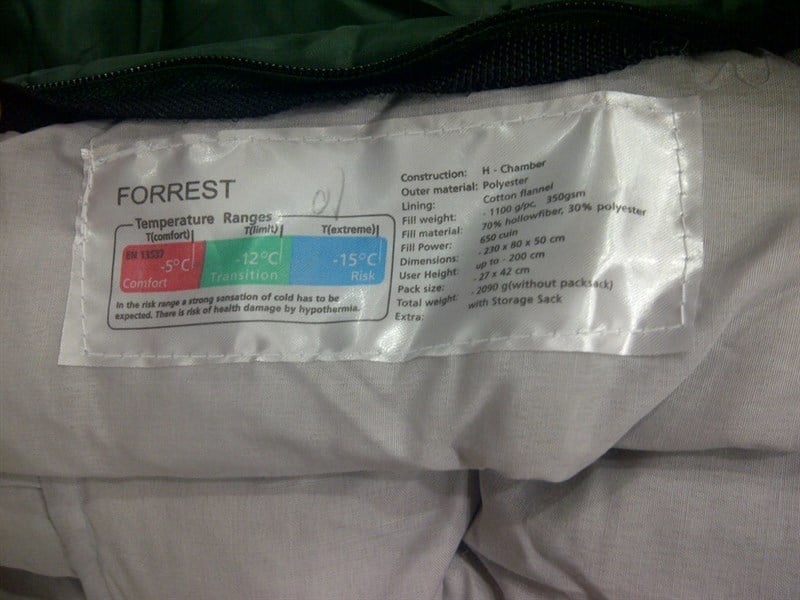 FORREST
01
Temperature Ranges
T(comfort) T(limit) T(extreme)
EN 13537
-5°C -12°C -15°C
Comfort Transition Risk
In the risk range a strong sensation of cold has to be
expected. There is risk of health damage by hypothermia.
Construction: H - Chamber
Outer material: Polyester
Lining: Cotton flannel
Fill weight: - 1100 g/pc, 350gsm
Fill material: 70% hollowfiber, 30% polyester
Fill Power: 650 cuin
Dimensions: - 230 x 80 x 50 cm
User Height: up to - 200 cm
Pack size: - 27 x 42 cm
Total weight: - 2090 g(without packsack)
Extra: with Storage Sack